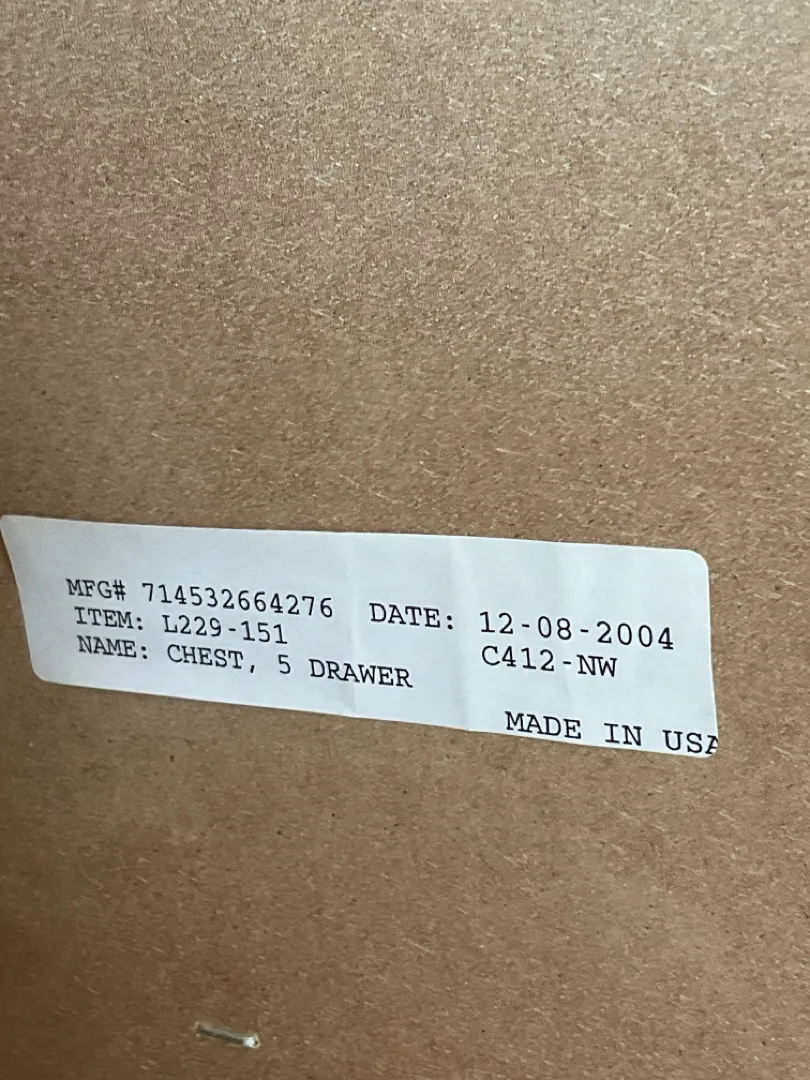 MFG# 714532664276 DATE: 12-08-2004
ITEM: L229-151 C412-NW
NAME: CHEST, 5 DRAWER
MADE IN USA